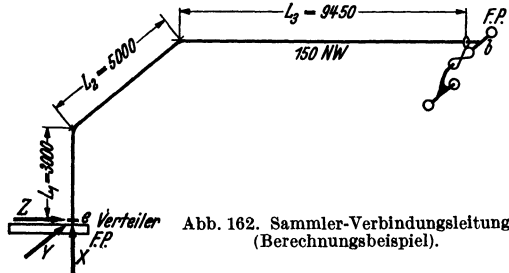 L₃ = 9450
F.P.
L₂ = 5000
150 NW
b
L₁ = 3000
Z
e Verteiler
F.P.
Y
X
Abb. 162. Sammler-Verbindungsleitung
(Berechnungsbeispiel).